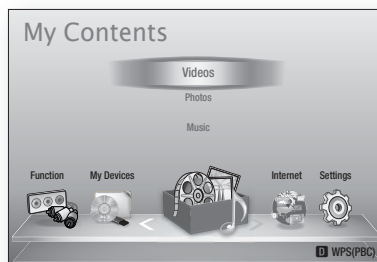 My Contents
Videos
Photos
Music
Function My Devices Internet Settings
D WPS(PBC)